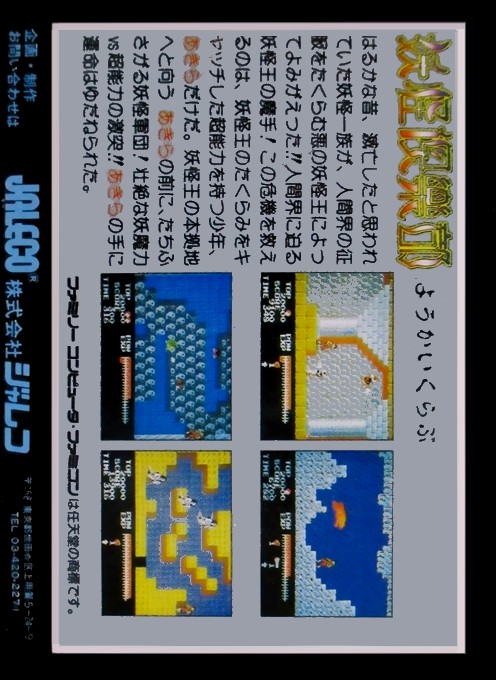 妖怪倶楽部
ようかいくらぶ
はるかな昔、滅亡したと思われ
ていた妖怪一族が、人間界の征
服をたくらむ悪の妖怪王によっ
てよみがえった!!人間界に迫る
妖怪王の魔手!この危機を救え
るのは、妖怪王のたくらみをキ
ャッチした超能力を持つ少年、
あきらだけだ。妖怪王の本拠地
へと向う あきらの前に、たちふ
さがる妖怪軍団!壮絶な妖魔力
vs超能力の激突!!あきらの手に
運命はゆだねられた。
ファミリーコンピュータ・ファミコンは任天堂の商標です。
企画・制作
お問い合わせは
JALECO® 株式会社ジャレコ
東京都世田谷区上用賀5-24-9
TEL 03-420-2271